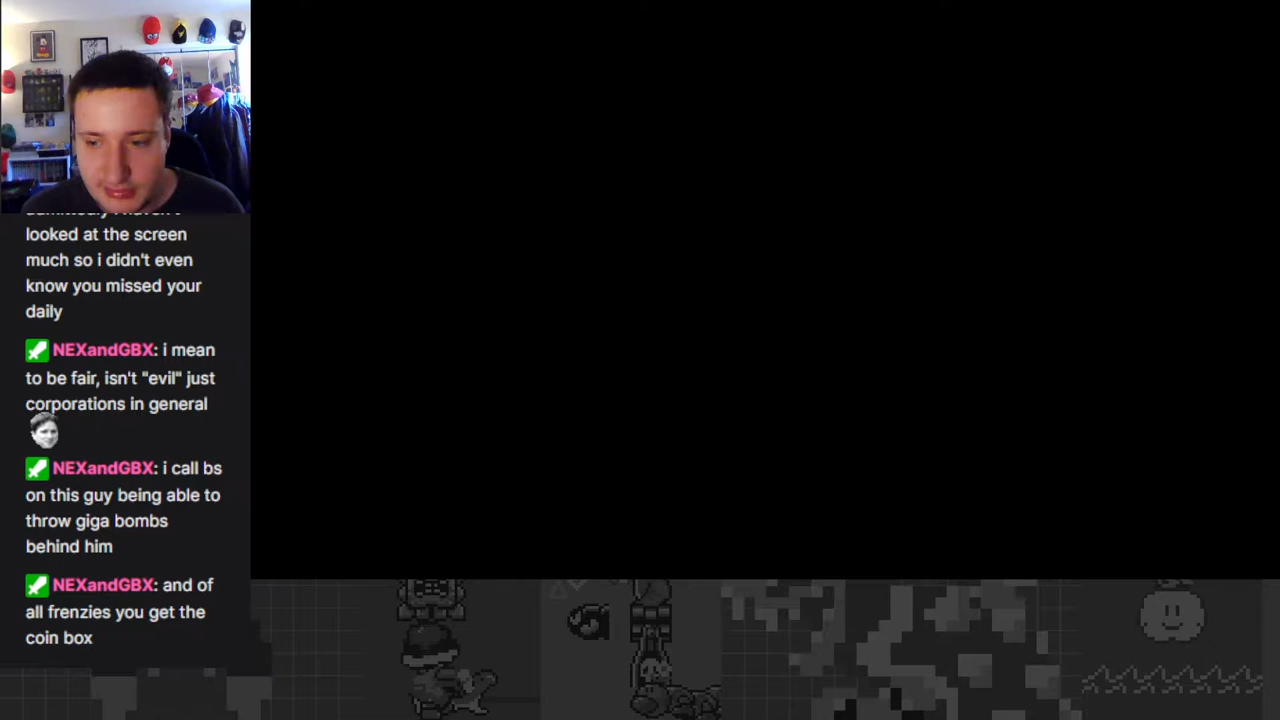 looked at the screen
much so i didn't even
know you missed your
daily
NEXandGBX: i mean
to be fair, isn't "evil" just
corporations in general
NEXandGBX: i call bs
on this guy being able to
throw giga bombs
behind him
NEXandGBX: and of
all frenzies you get the
coin box